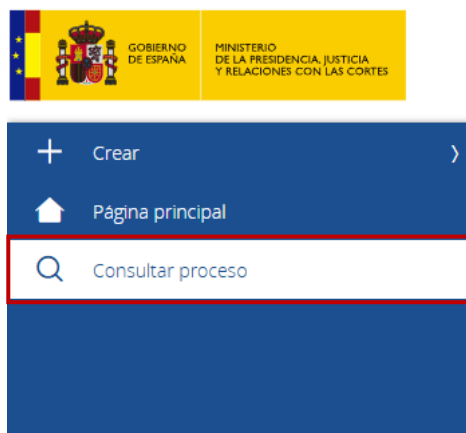 GOBIERNO
DE ESPAÑA
MINISTERIO
DE LA PRESIDENCIA, JUSTICIA
Y RELACIONES CON LAS CORTES
Crear
Página principal
Consultar proceso